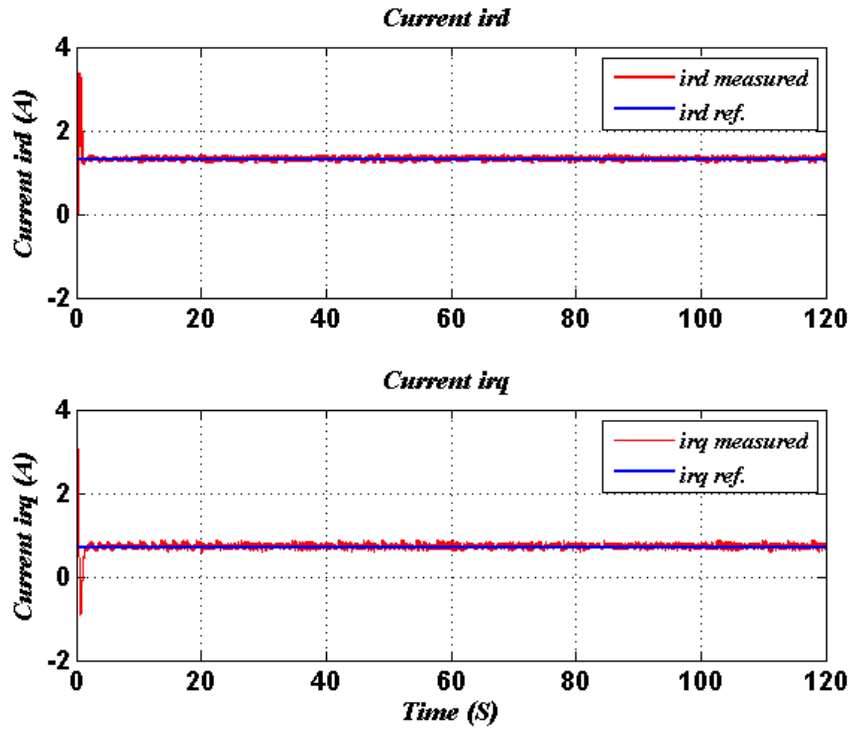 Current ird
Current ird (A)
4
2
0
-2
ird measured
ird ref.
0 20 40 60 80 100 120
Current irq
Current irq (A)
4
2
0
-2
irq measured
irq ref.
0 20 40 60 80 100 120
Time (S)